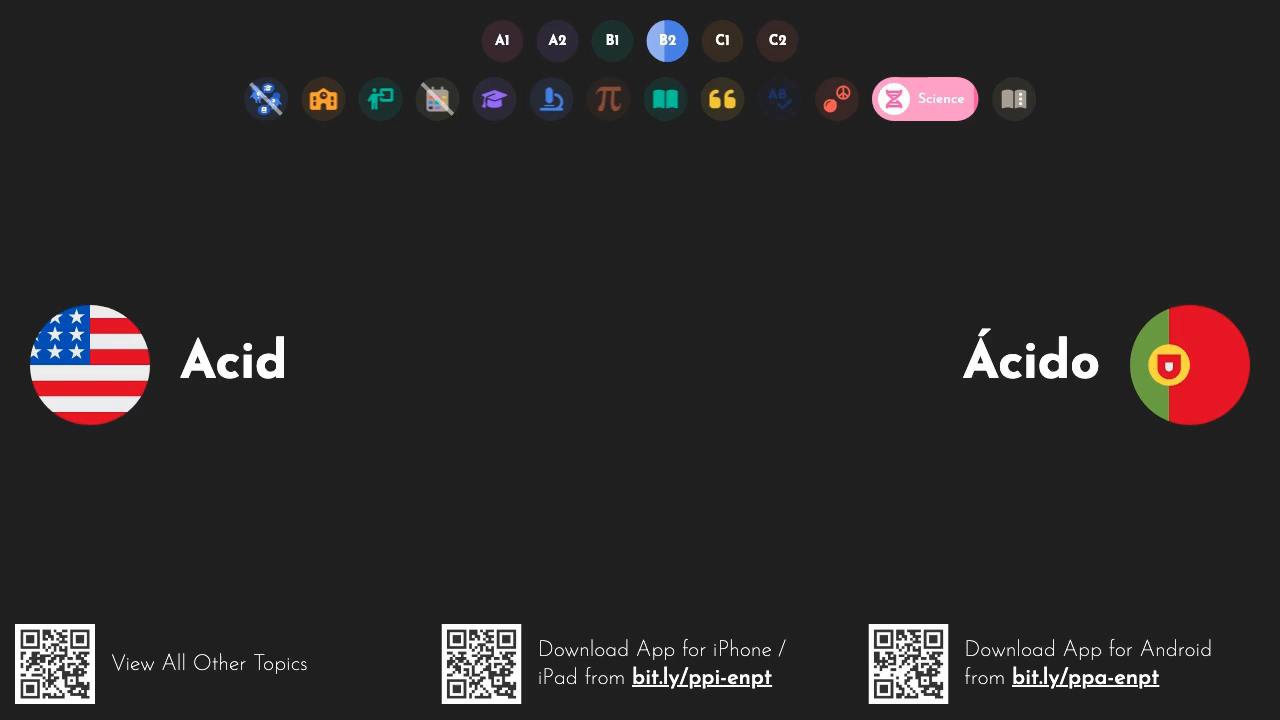 A1 A2 B1 B2 C1 C2
AB
Science
Acid
Ácido
View All Other Topics
Download App for iPhone /
iPad from bit.ly/ppi-enpt
Download App for Android
from bit.ly/ppa-enpt